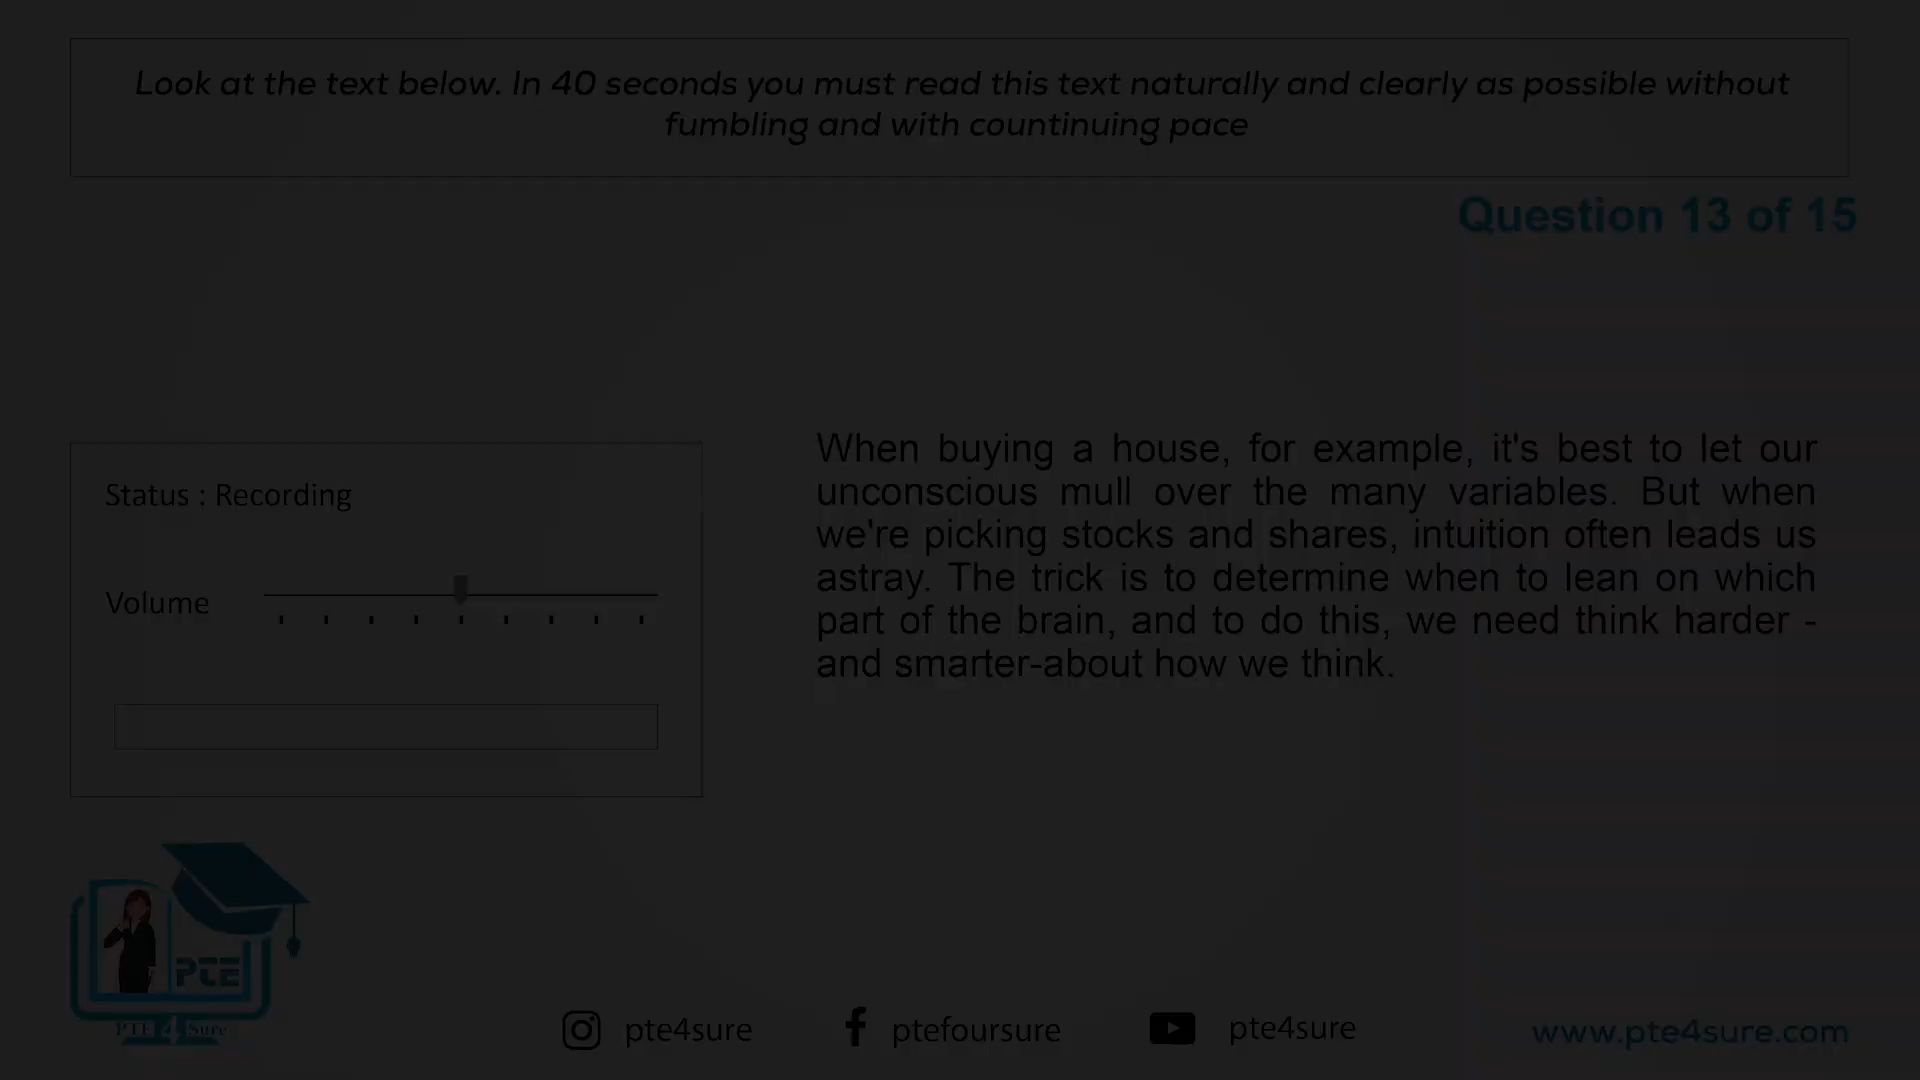 Look at the text below. In 40 seconds you must read this text naturally and clearly as possible without
fumbling and with countinuing pace
Question 13 of 15
When buying a house, for example, it's best to let our
unconscious mull over the many variables. But when
we're picking stocks and shares, intuition often leads us
astray. The trick is to determine when to lean on which
part of the brain, and to do this, we need think harder -
and smarter-about how we think.
Status : Recording
Volume
PTE
PTE 4 Sure
pte4sure
ptefoursure
pte4sure
www.pte4sure.com